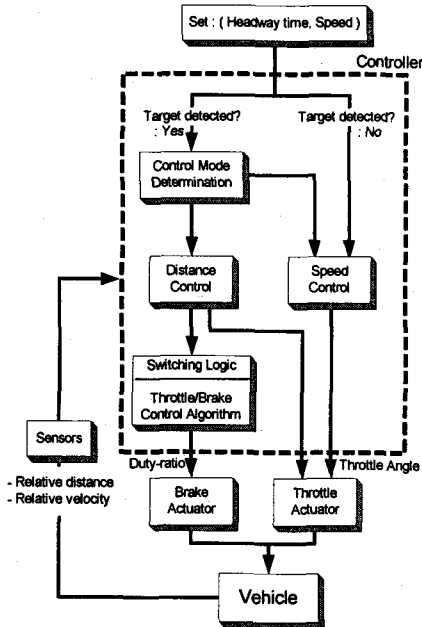 Set : ( Headway time, Speed )
Controller
Target detected?
: Yes
Target detected?
: No
Control Mode
Determination
Distance
Control
Speed
Control
Switching Logic
Throttle/Brake
Control Algorithm
Sensors
- Relative distance
- Relative velocity
Duty-ratio
Throttle Angle
Brake
Actuator
Throttle
Actuator
Vehicle